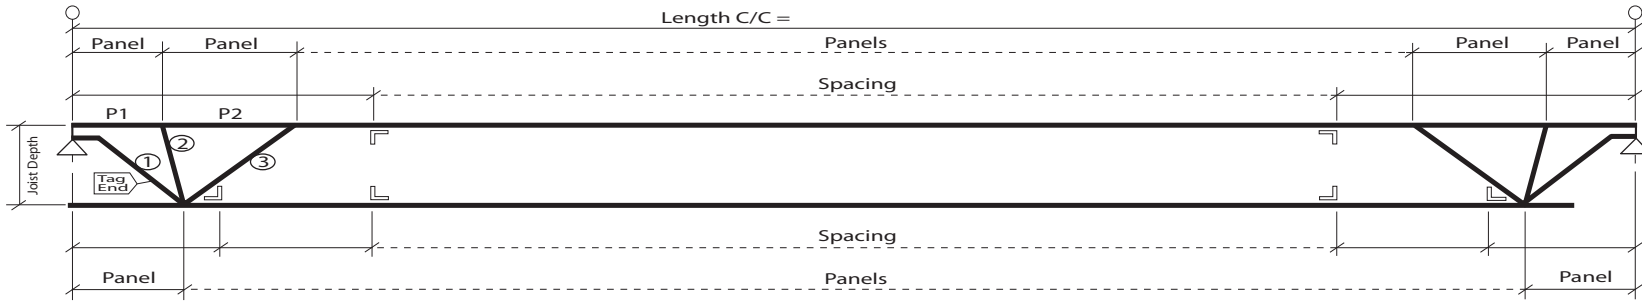 Length C/C =
Panel Panel Panels Panel Panel
Spacing
P1 P2
Joist Depth
1 2 3
Tag
End
Spacing
Panel Panels Panel